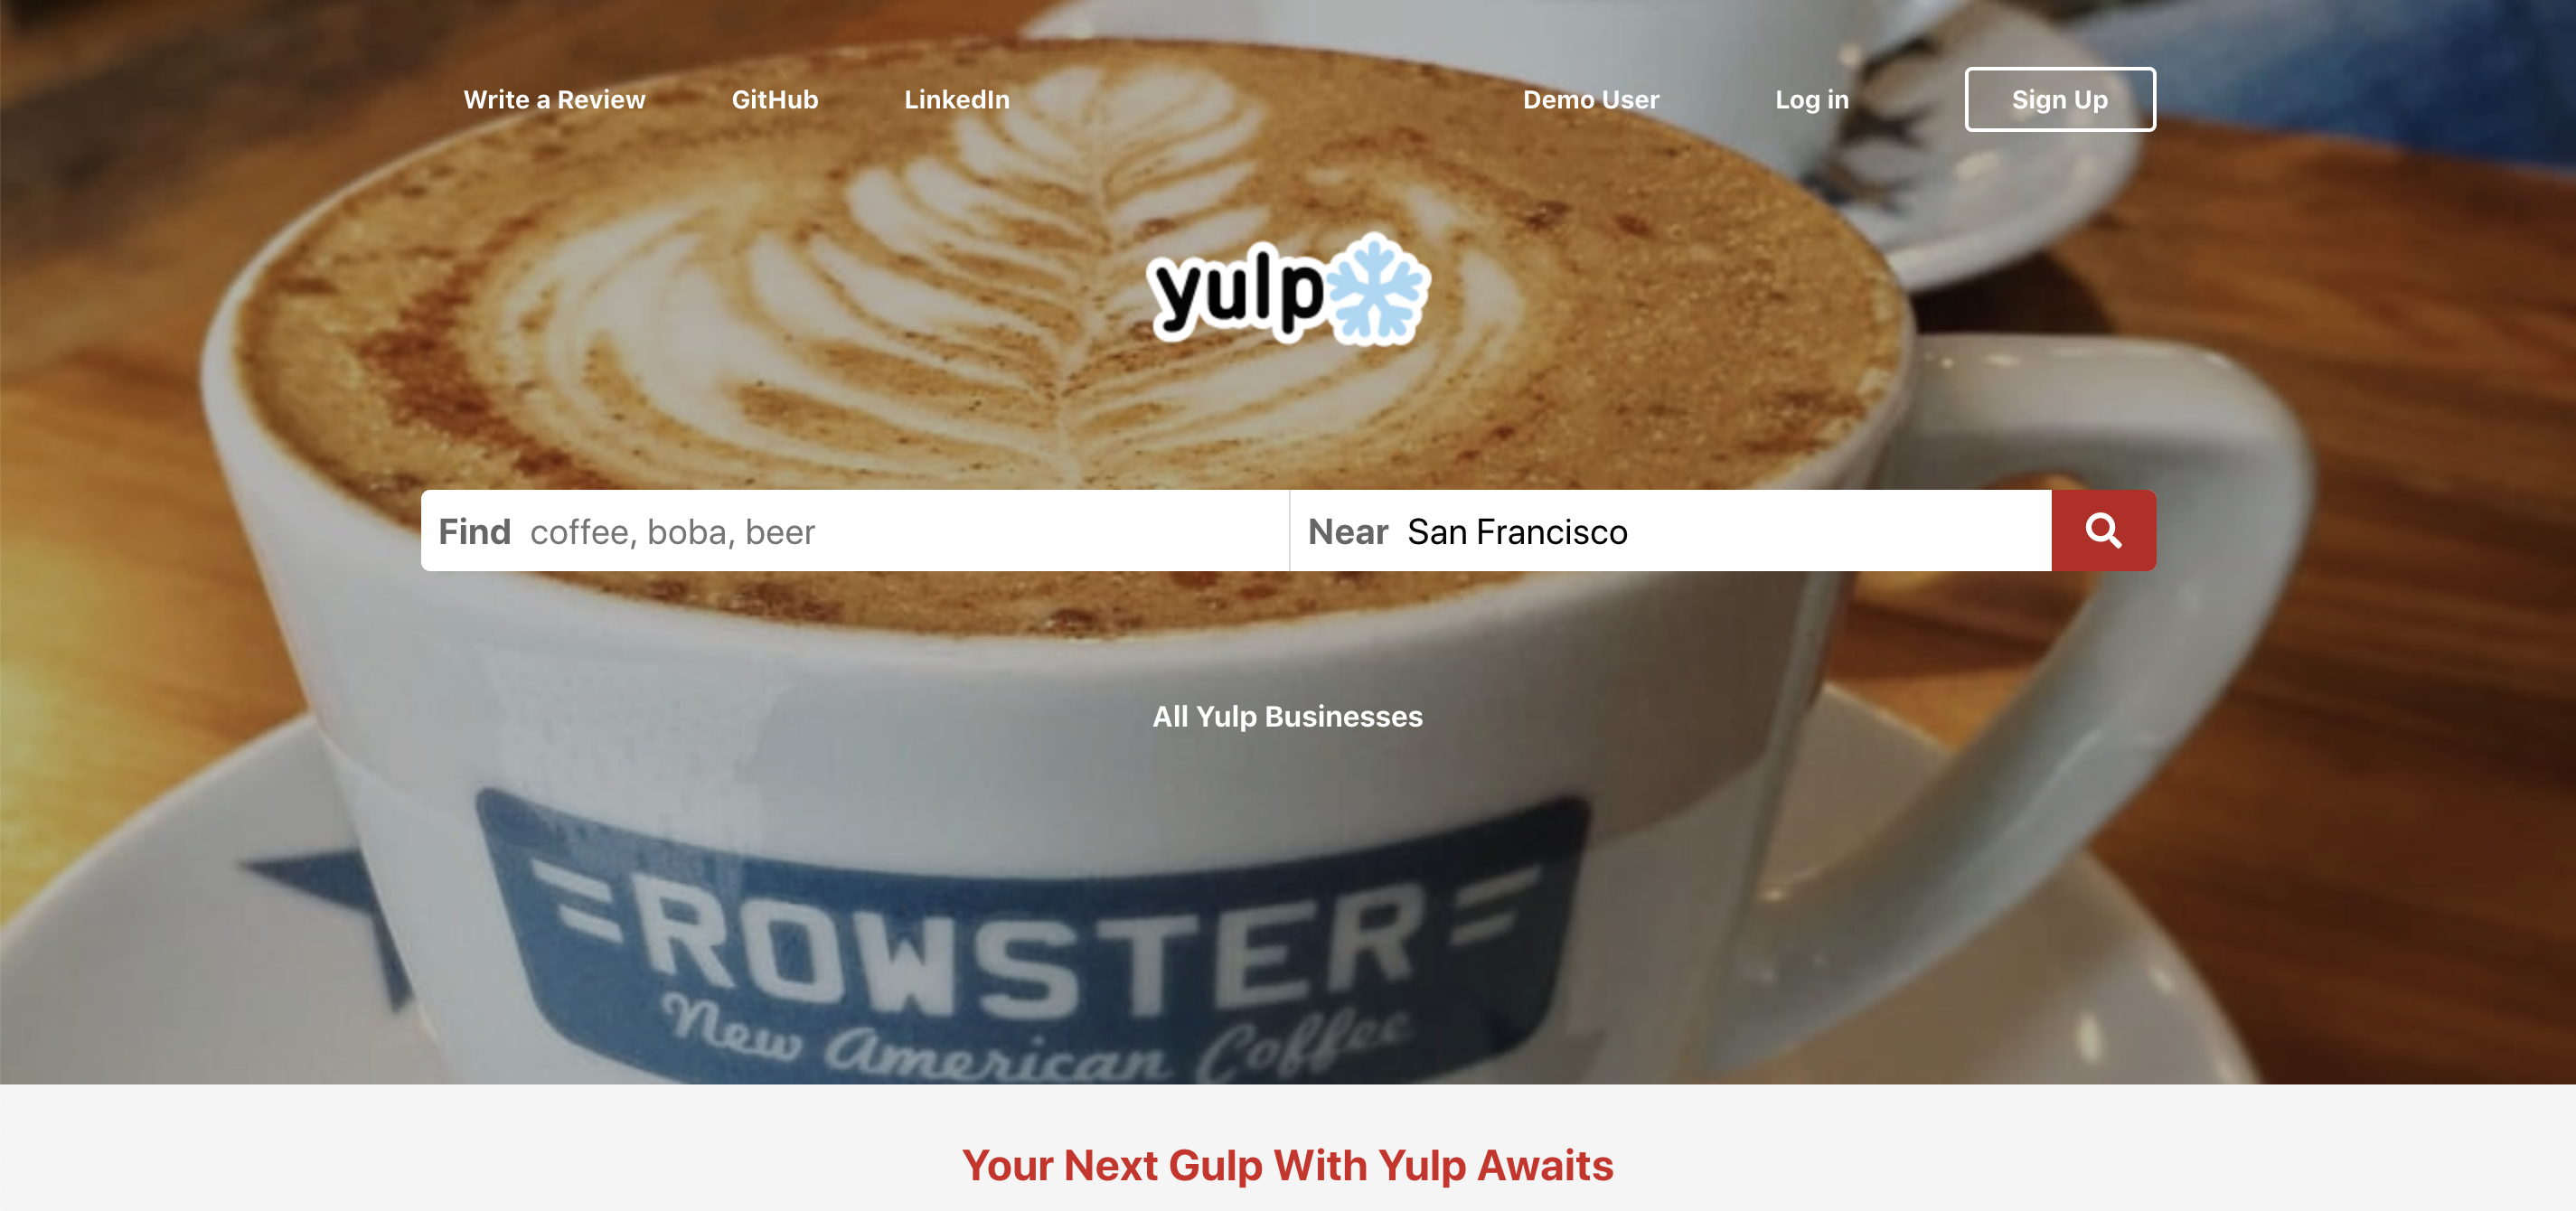 Write a Review GitHub LinkedIn Demo User Log in Sign Up
yulp
Find coffee, boba, beer Near San Francisco
All Yulp Businesses
ROWSTER
New American Coffee
Your Next Gulp With Yulp Awaits